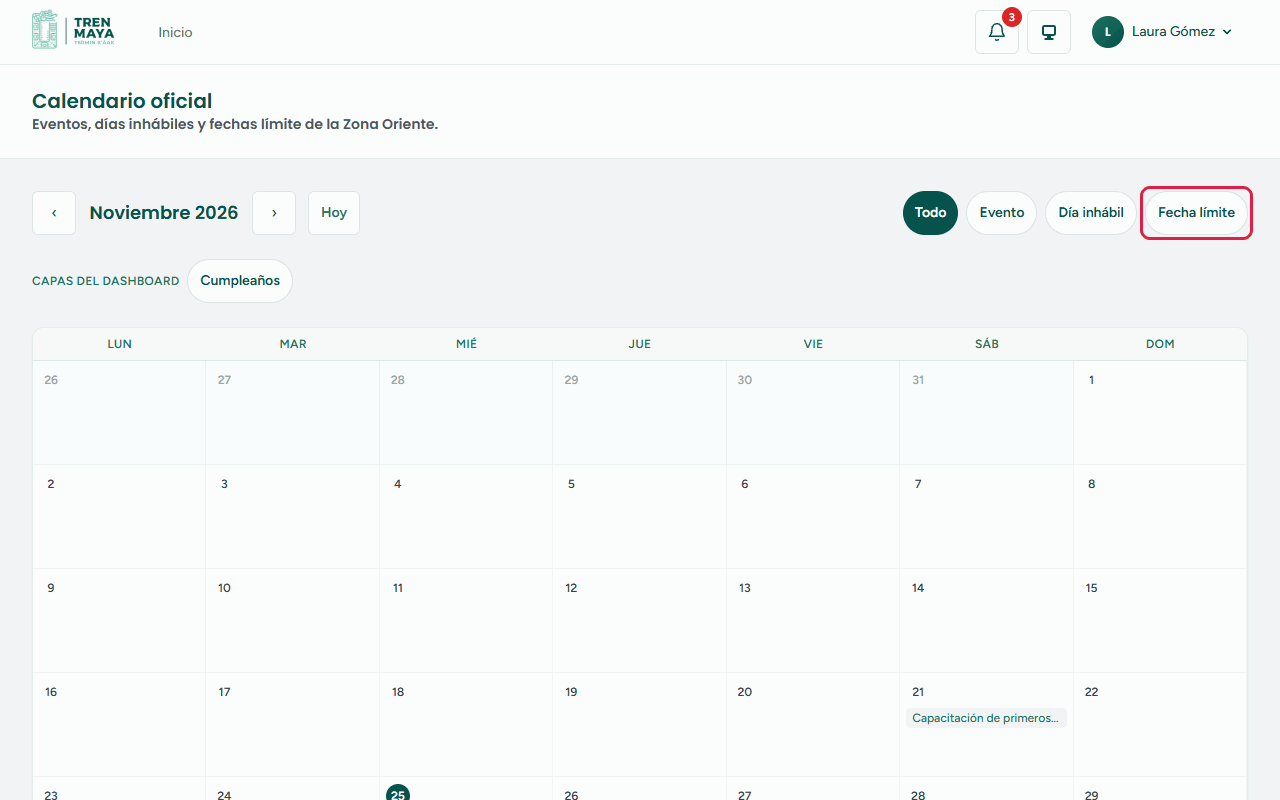 TREN
MAYA
TSÍIMIN K'ÁAK
Inicio
3
L
Laura Gómez
Calendario oficial
Eventos, días inhábiles y fechas límite de la Zona Oriente.
‹
Noviembre 2026
›
Hoy
Todo
Evento
Día inhábil
Fecha límite
CAPAS DEL DASHBOARD
Cumpleaños
LUN MAR MIÉ JUE VIE SÁB DOM
26 27 28 29 30 31 1
2 3 4 5 6 7 8
9 10 11 12 13 14 15
16 17 18 19 20 21 22
Capacitación de primeros...
23 24 25 26 27 28 29